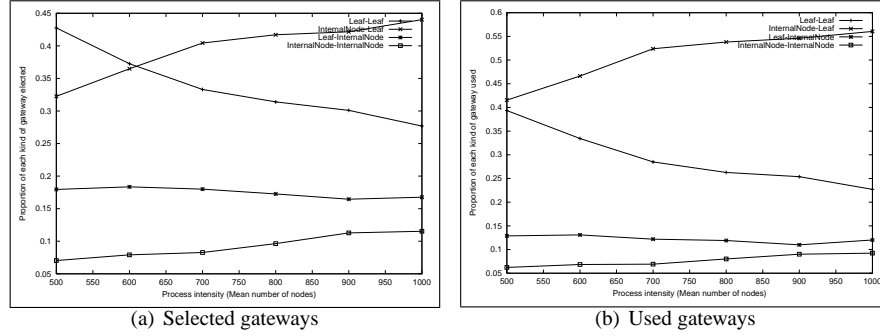 0.45
0.4
0.35
0.3
0.25
0.2
0.15
0.1
0.05
500 550 600 650 700 750 800 850 900 950 1000
Proportion of each kind of gateway elected
Process intensity (Mean number of nodes)
Leaf-Leaf
InternalNode-Leaf
Leaf-InternalNode
InternalNode-InternalNode
(a) Selected gateways
0.6
0.55
0.5
0.45
0.4
0.35
0.3
0.25
0.2
0.15
0.1
0.05
500 550 600 650 700 750 800 850 900 950 1000
Proportion of each kind of gateway used
Process intensity (Mean number of nodes)
Leaf-Leaf
InternalNode-Leaf
Leaf-InternalNode
InternalNode-InternalNode
(b) Used gateways